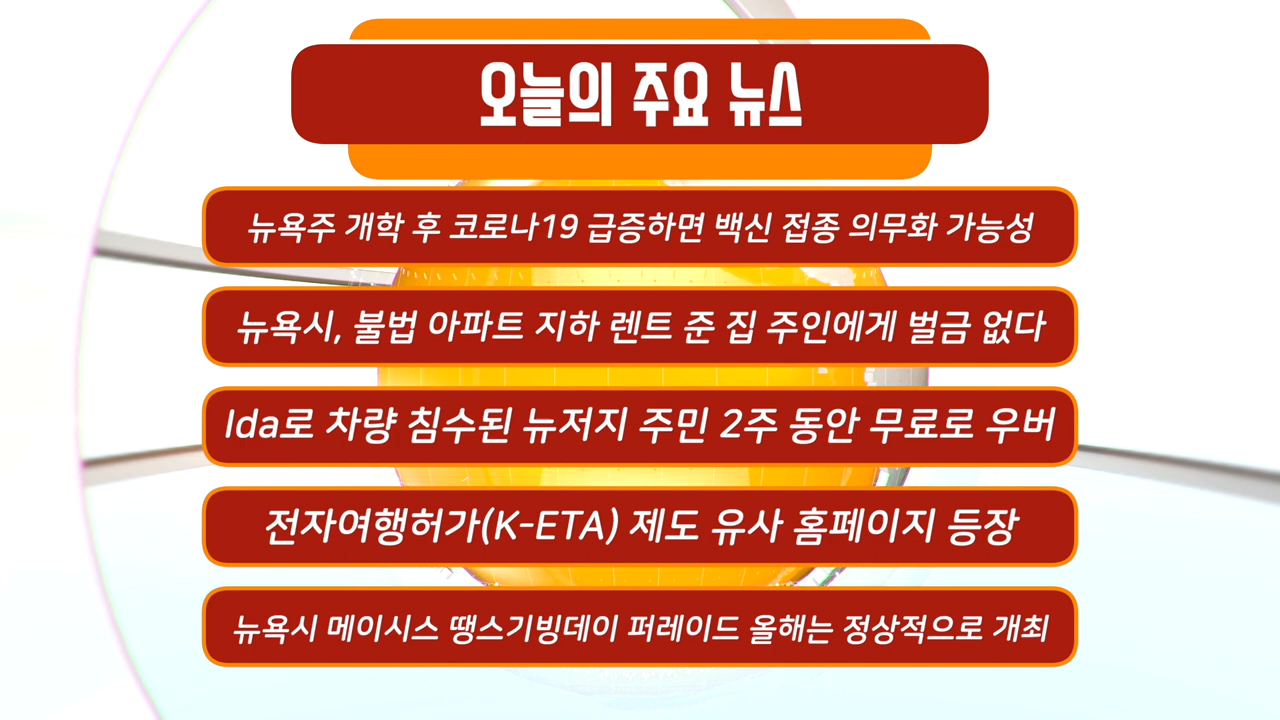 오늘의 주요 뉴스
뉴욕주 개학 후 코로나19 급증하면 백신 접종 의무화 가능성
뉴욕시, 불법 아파트 지하 렌트 준 집 주인에게 벌금 없다
Ida로 차량 침수된 뉴저지 주민 2주 동안 무료로 우버
전자여행허가(K-ETA) 제도 유사 홈페이지 등장
뉴욕시 메이시스 땡스기빙데이 퍼레이드 올해는 정상적으로 개최